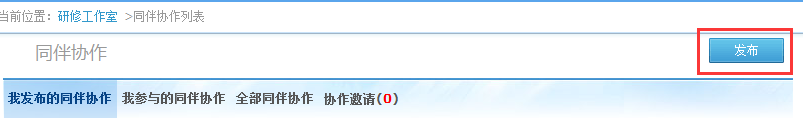 当前位置：研修工作室 >同伴协作列表
同伴协作
发布
我发布的同伴协作 我参与的同伴协作 全部同伴协作 协作邀请(0)